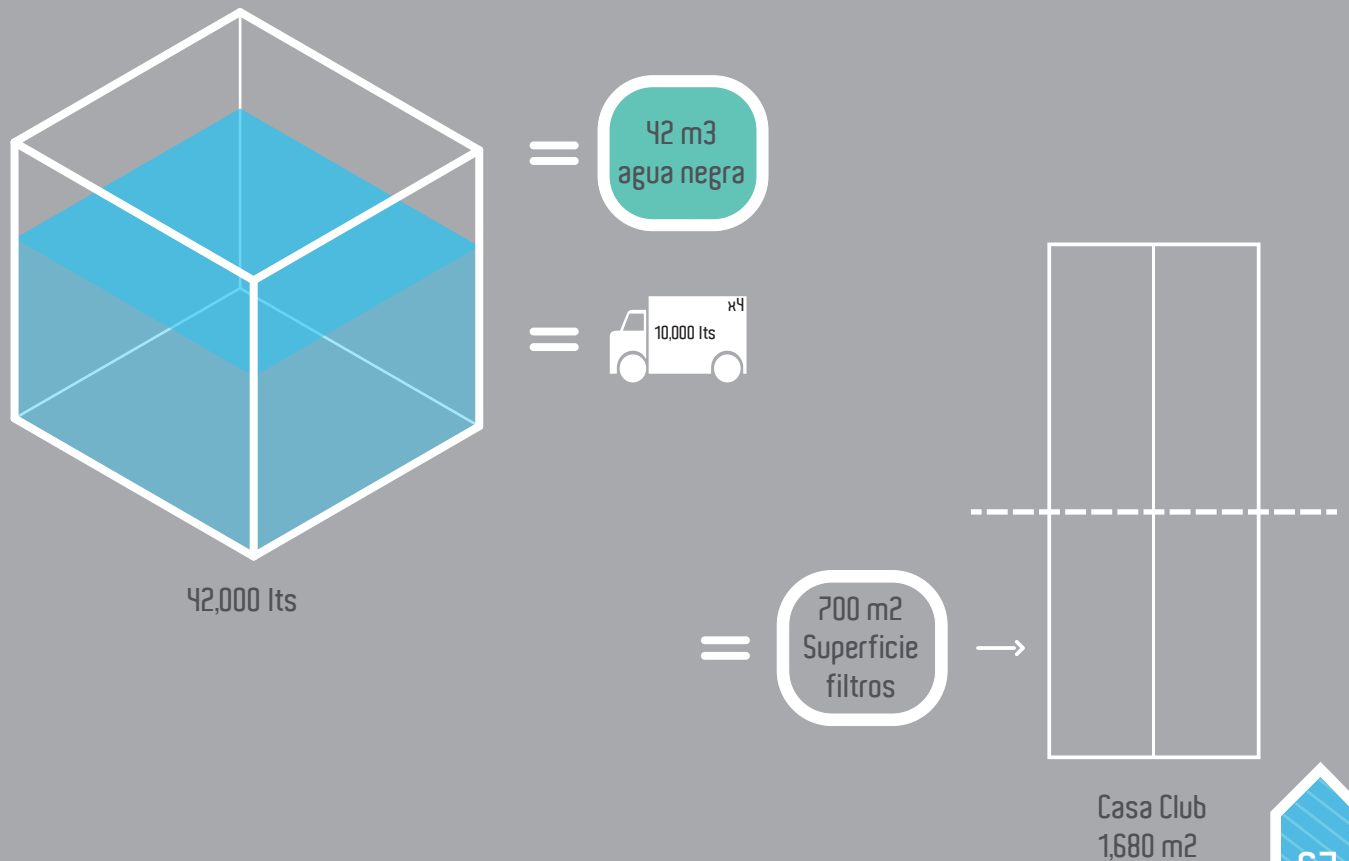 42 m3
agua negra
x4
10,000 lts
42,000 lts
700 m2
Superficie
filtros
Casa Club
1,680 m2